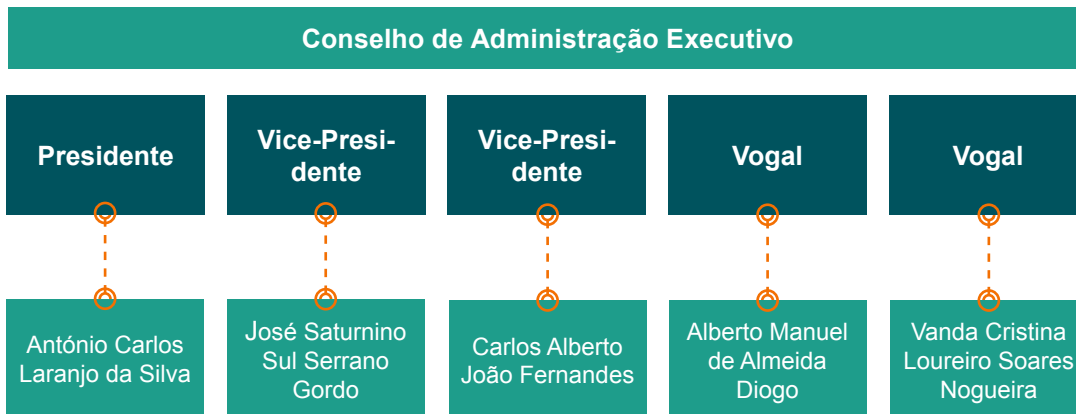 Conselho de Administração Executivo
Presidente
Vice-Presi-
dente
Vice-Presi-
dente
Vogal
Vogal
António Carlos
Laranjo da Silva
José Saturnino
Sul Serrano
Gordo
Carlos Alberto
João Fernandes
Alberto Manuel
de Almeida
Diogo
Vanda Cristina
Loureiro Soares
Nogueira